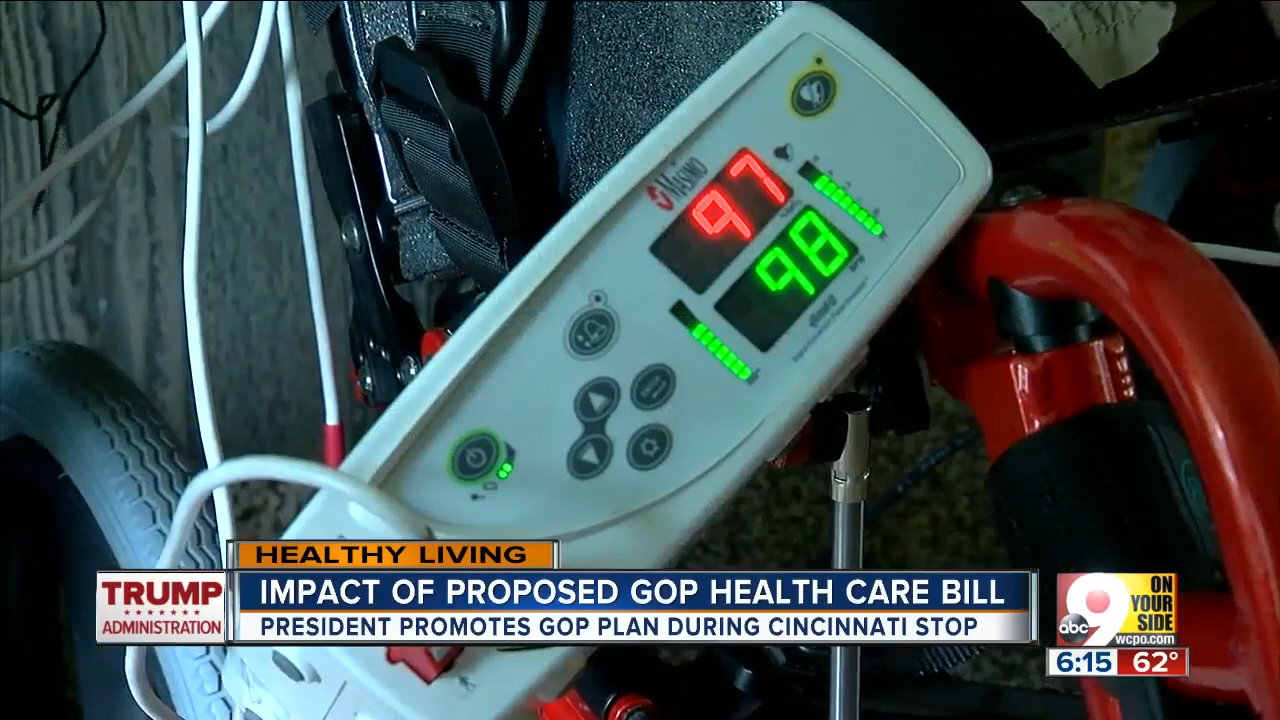 MASIMO
97
98
HEALTHY LIVING
TRUMP
ADMINISTRATION
IMPACT OF PROPOSED GOP HEALTH CARE BILL
PRESIDENT PROMOTES GOP PLAN DURING CINCINNATI STOP
abc 9
ON
YOUR
SIDE
wcpo.com
6:15 62°